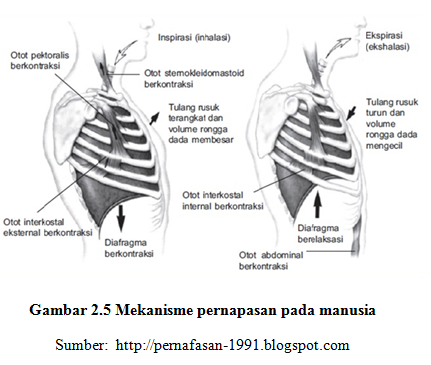 Inspirasi (inhalasi)
Otot pektoralis
berkontraksi
Otot sternokleidomastoid
berkontraksi
Tulang rusuk
terangkat dan
volume rongga
dada membesar
Otot interkostal
eksternal berkontraksi
Diafragma
berkontraksi
Ekspirasi
(ekshalasi)
Tulang rusuk
turun dan
volume
rongga dada
mengecil
Otot interkostal
internal berkontraksi
Diafragma
berelaksasi
Otot abdominal
berkontraksi
Gambar 2.5 Mekanisme pernapasan pada manusia
Sumber: http://pernafasan-1991.blogspot.com